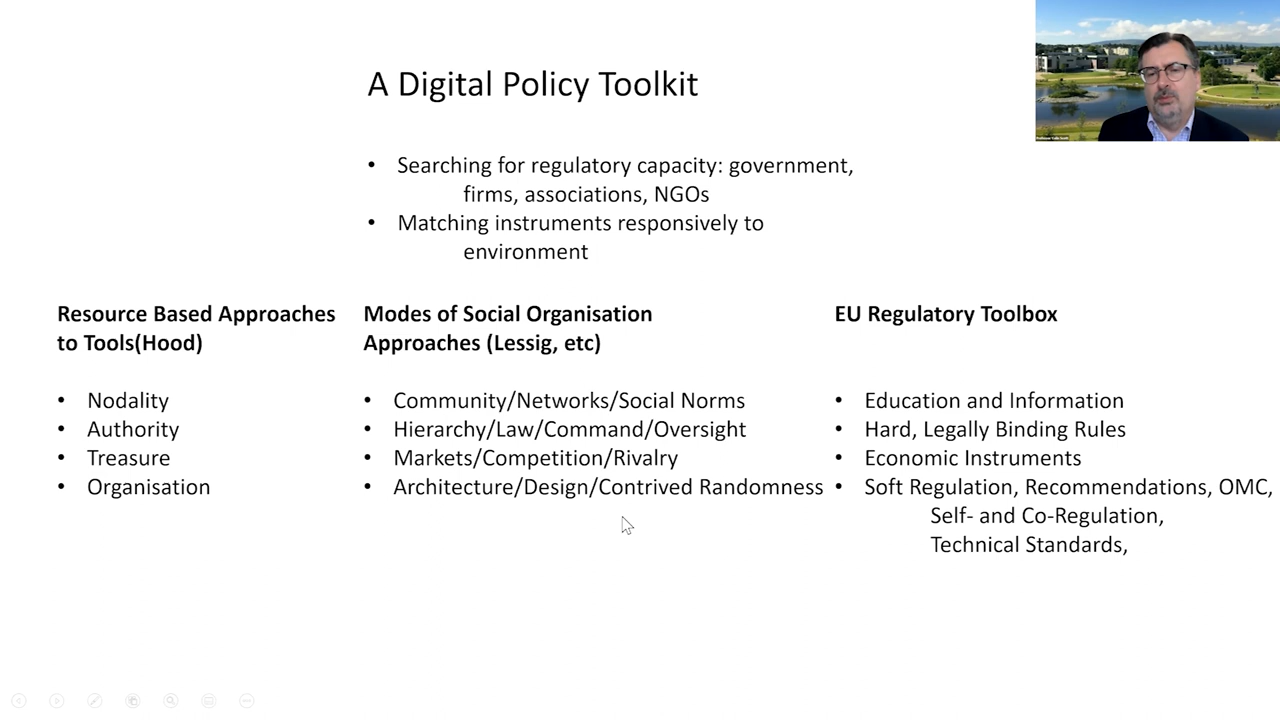 A Digital Policy Toolkit
• Searching for regulatory capacity: government,
firms, associations, NGOs
• Matching instruments responsively to
environment
Resource Based Approaches
to Tools(Hood)
• Nodality
• Authority
• Treasure
• Organisation
Modes of Social Organisation
Approaches (Lessig, etc)
• Community/Networks/Social Norms
• Hierarchy/Law/Command/Oversight
• Markets/Competition/Rivalry
• Architecture/Design/Contrived Randomness
EU Regulatory Toolbox
• Education and Information
• Hard, Legally Binding Rules
• Economic Instruments
• Soft Regulation, Recommendations, OMC,
Self- and Co-Regulation,
Technical Standards,